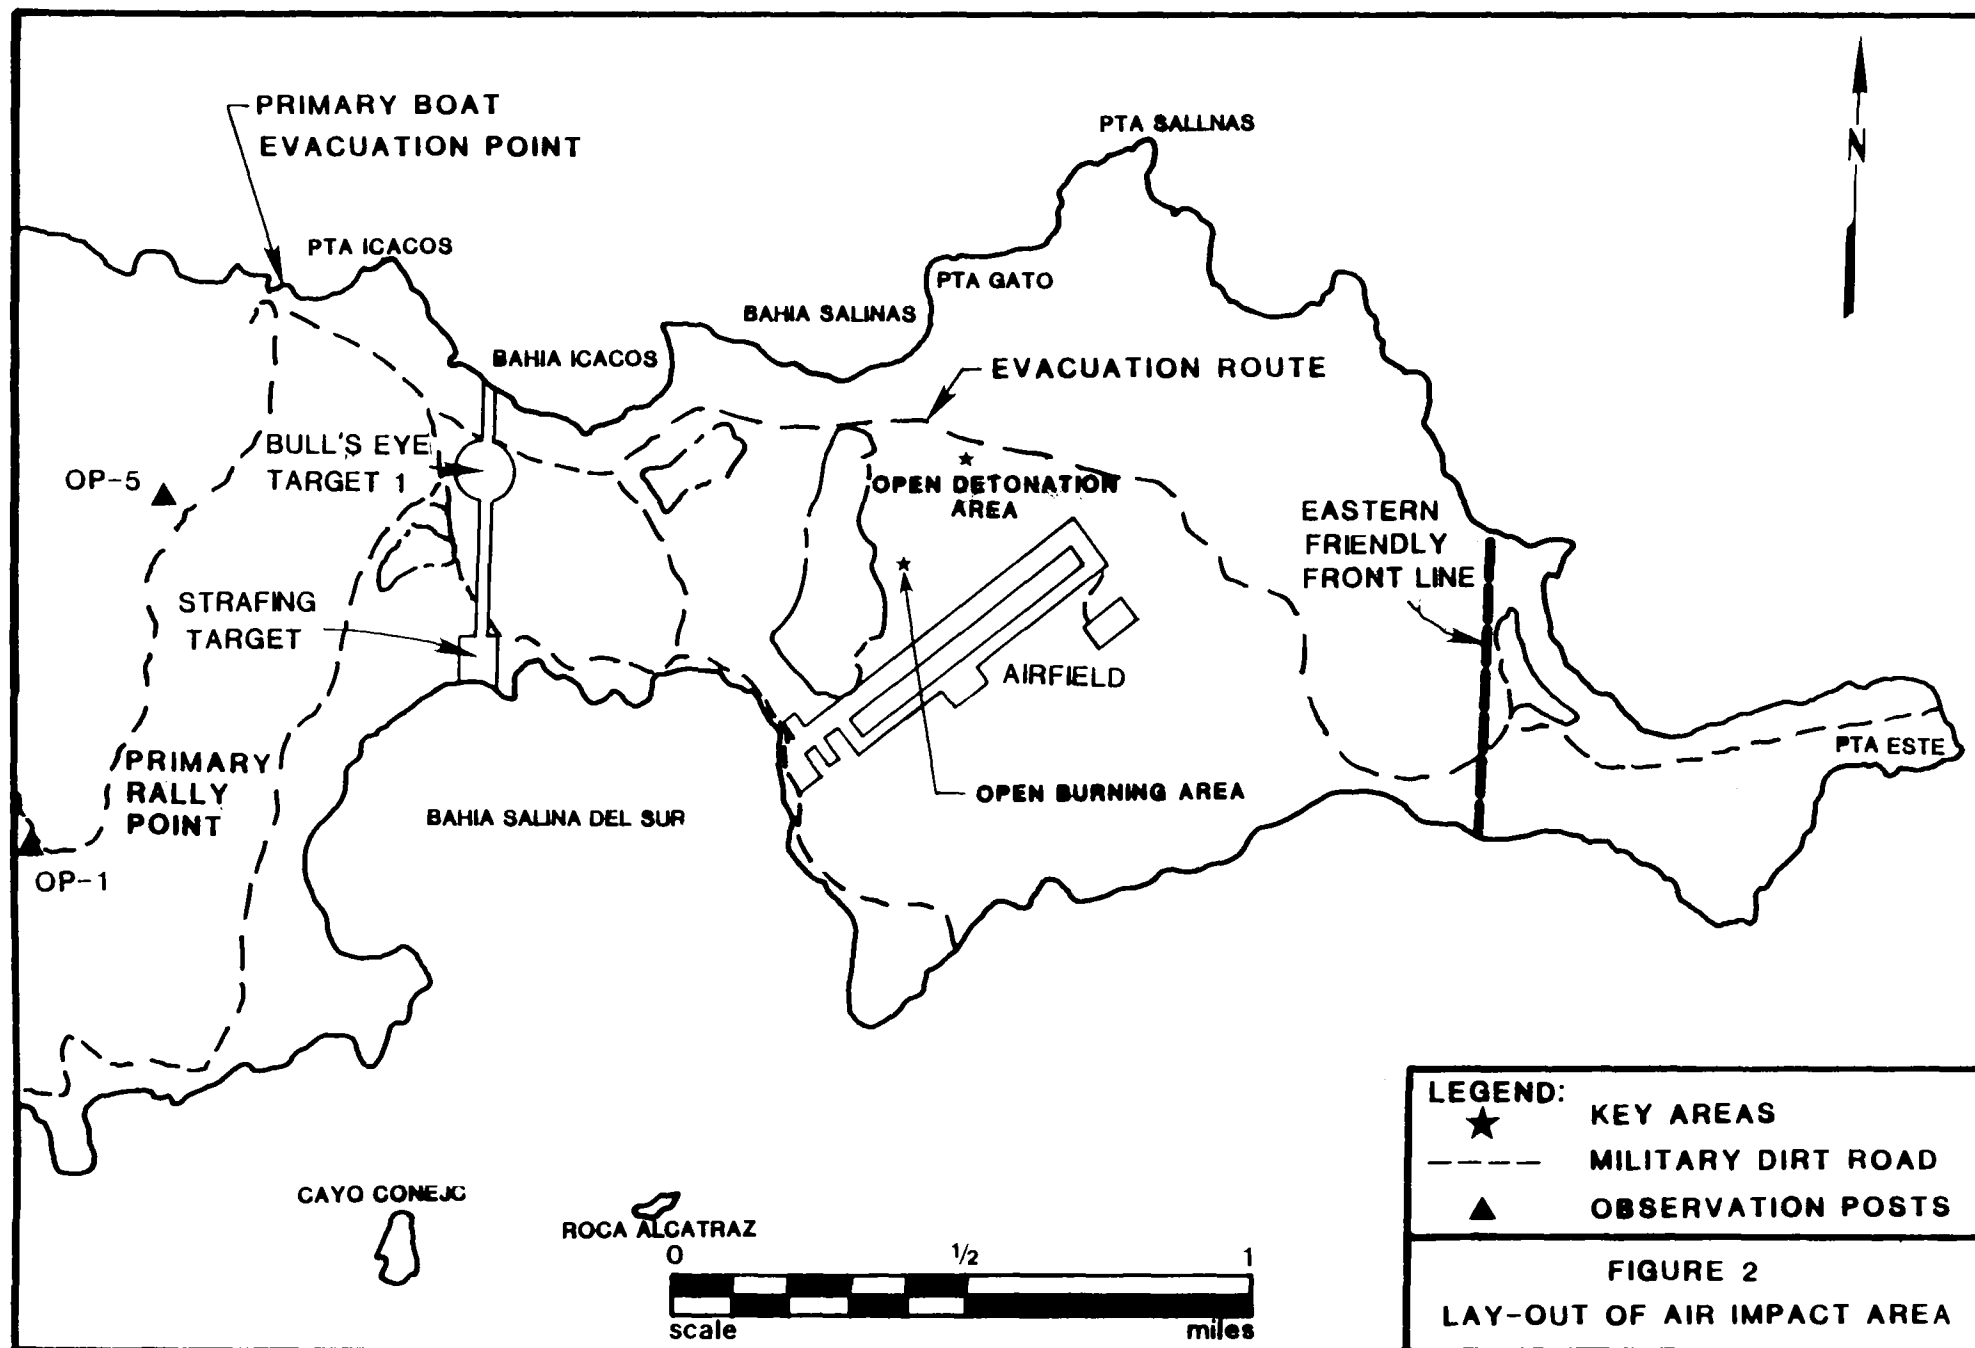 PRIMARY BOAT
EVACUATION POINT
PTA SALLNAS
N
PTA ICACOS
PTA GATO
BAHIA SALINAS
BAHIA ICACOS
EVACUATION ROUTE
BULL'S EYE
TARGET 1
OP-5
OPEN DETONATION
AREA
EASTERN
FRIENDLY
FRONT LINE
STRAFING
TARGET
AIRFIELD
PTA ESTE
PRIMARY
RALLY
POINT
OPEN BURNING AREA
BAHIA SALINA DEL SUR
OP-1
CAYO CONEJC
ROCA ALCATRAZ
0 1/2 1
scale miles
LEGEND:
KEY AREAS
MILITARY DIRT ROAD
OBSERVATION POSTS
FIGURE 2
LAY-OUT OF AIR IMPACT AREA